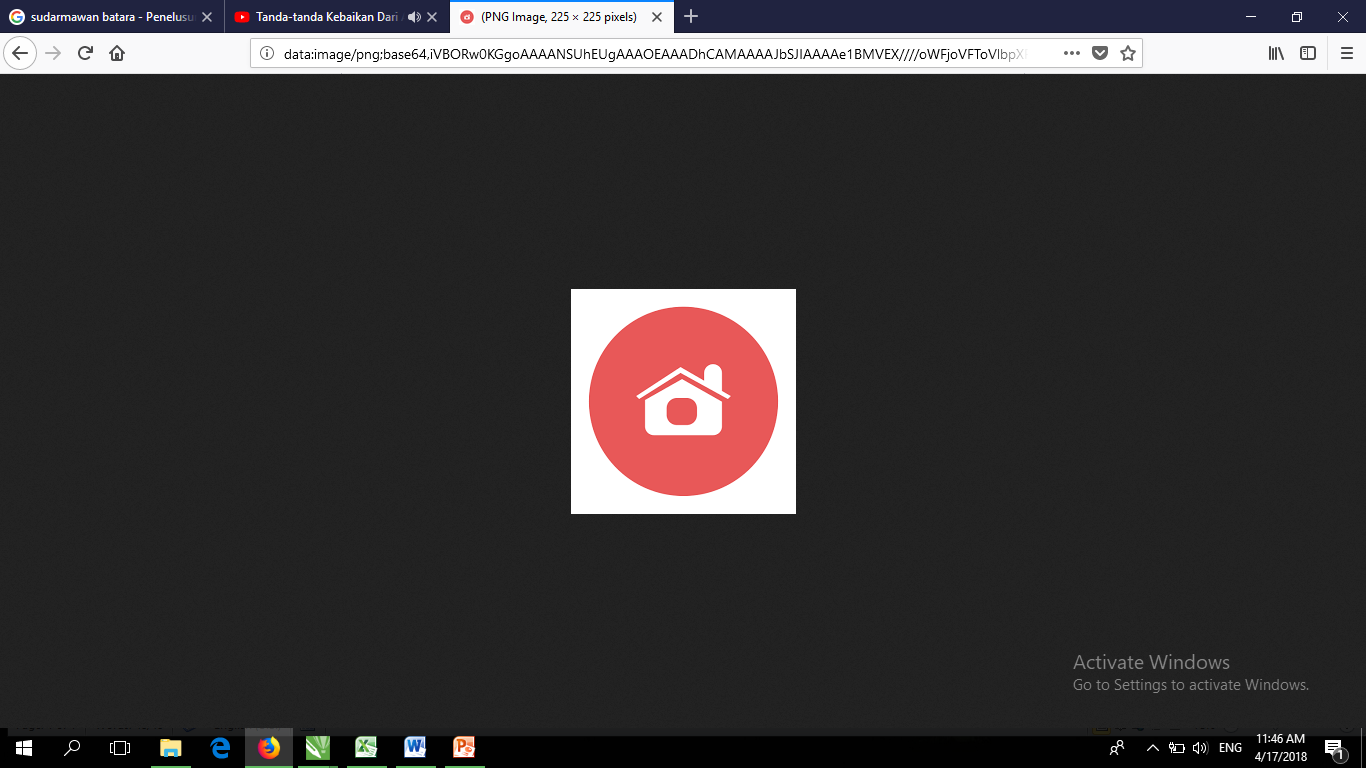 sudarmawan batara - Penelusu
Tanda-tanda Kebaikan Dari
(PNG Image, 225 × 225 pixels)
data:image/png;base64,iVBORw0KGgoAAAANSUhEUgAAAOEAAADhCAMAAAAJbSJIAAAAe1BMVEX////oWFjoVFToVlbpX
Activate Windows
Go to Settings to activate Windows.
ENG
11:46 AM
4/17/2018
1